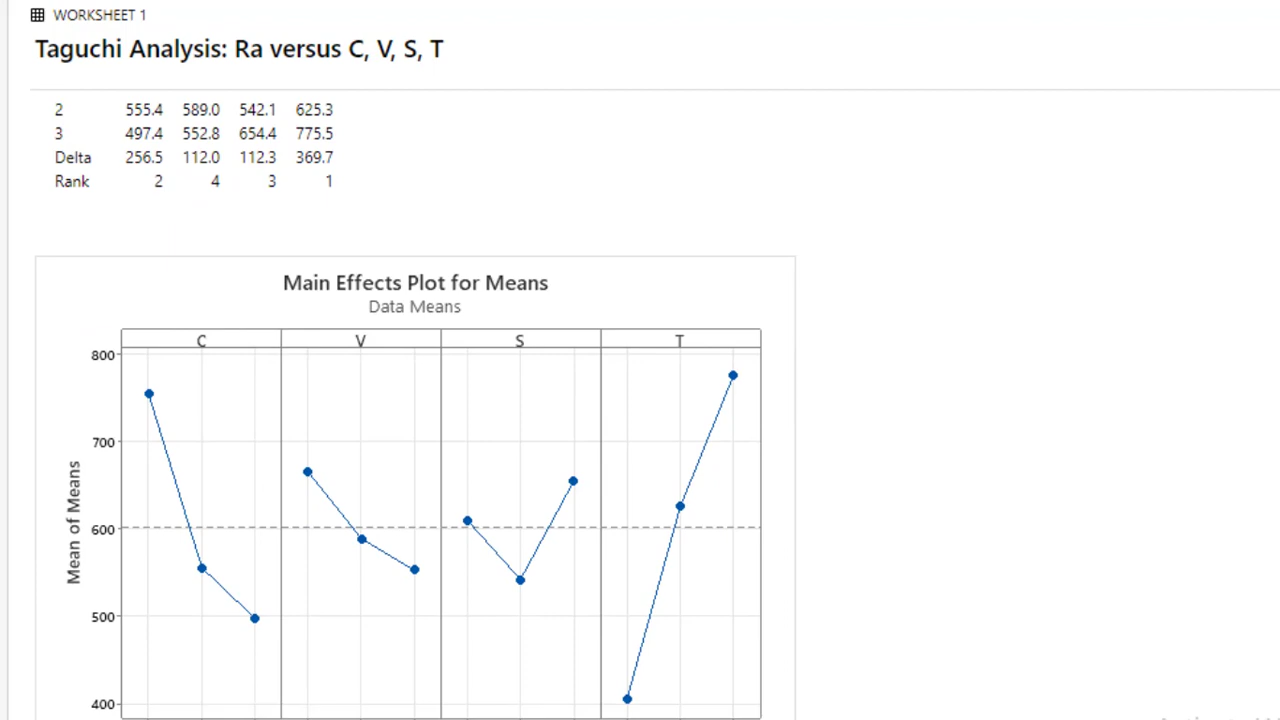 WORKSHEET 1
Taguchi Analysis: Ra versus C, V, S, T
2 555.4 589.0 542.1 625.3
3 497.4 552.8 654.4 775.5
Delta 256.5 112.0 112.3 369.7
Rank 2 4 3 1
Main Effects Plot for Means
Data Means
C V S T
800
700
600
500
400
Mean of Means